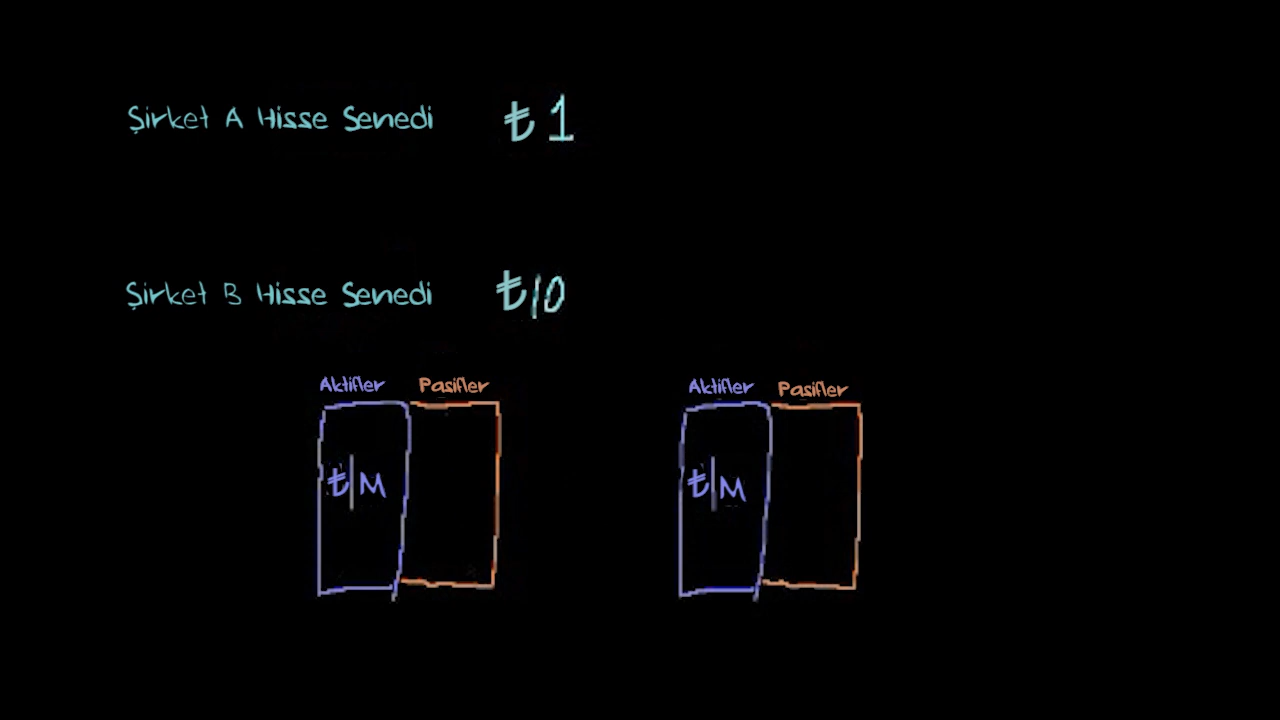 Şirket A Hisse Senedi ₺ 1
Şirket B Hisse Senedi ₺10
Aktifler Pasifler Aktifler Pasifler
₺1M ₺1M